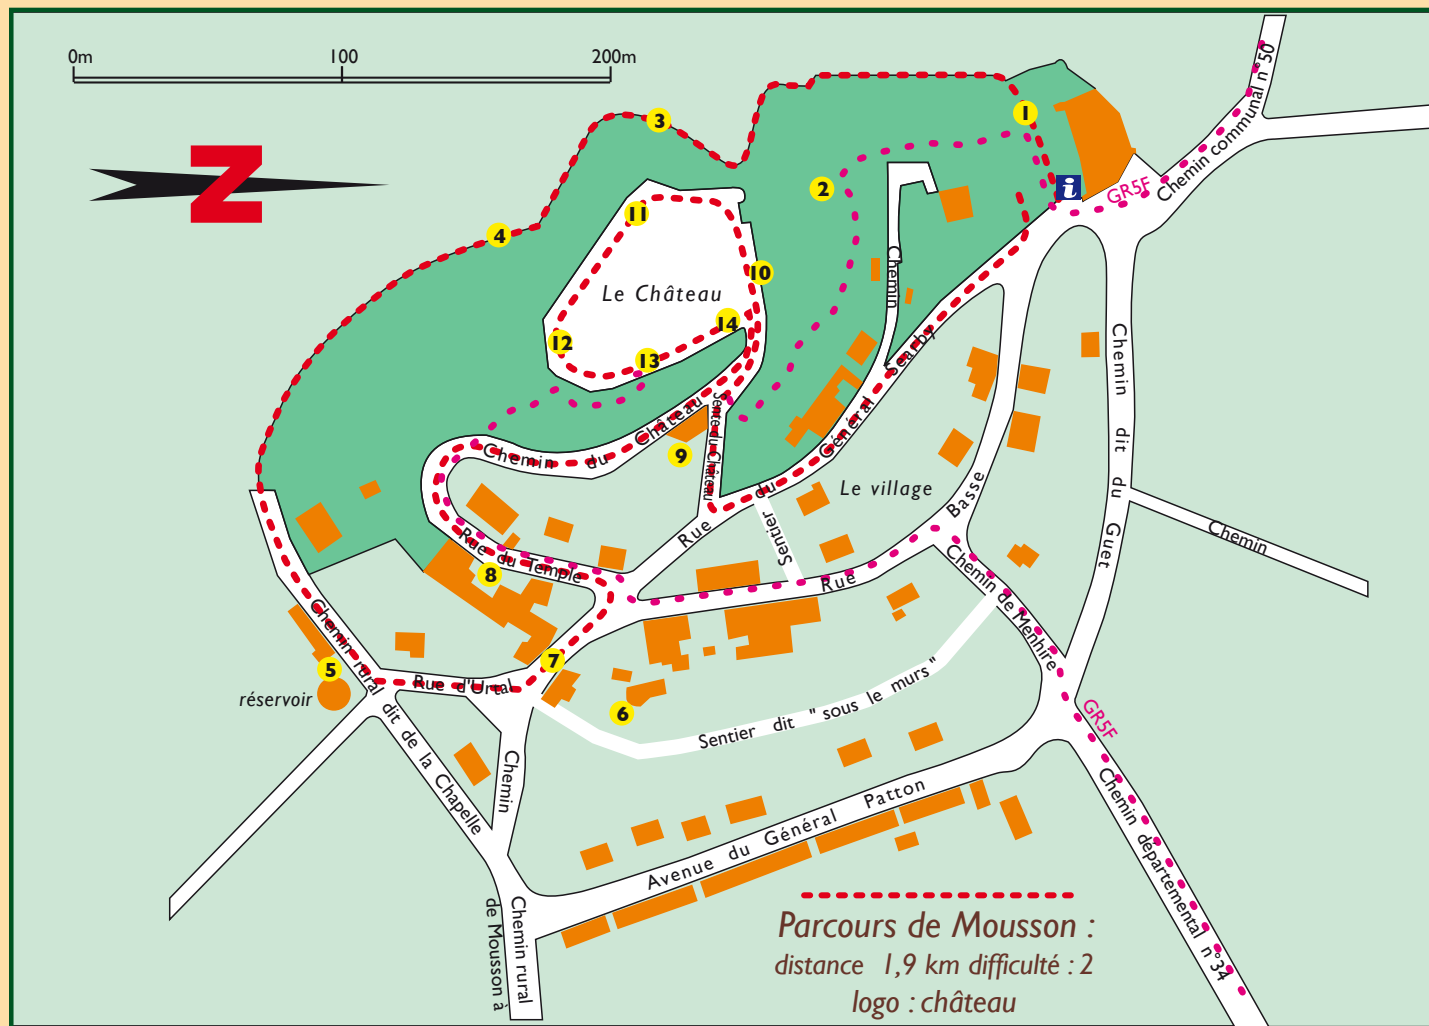 0m 100 200m
N
1
2
3
4
5
6
7
8
9
10
11
12
13
14
i
Le Château
Chemin communal n°50
GR5F
Chemin
Rue du Général Searby
Chemin du Château
Sente du Château
Le village
Sentier
Rue Basse
Chemin dit du Guet
Chemin
Chemin de Menhire
Rue du Temple
Rue d'Urtal
réservoir
Chemin rural dit de la Chapelle
Chemin
Sentier dit " sous le murs"
GR5F
Avenue du Général Patton
Chemin départemental n°34
Chemin rural
de Mousson à
Parcours de Mousson :
distance 1,9 km difficulté : 2
logo : château